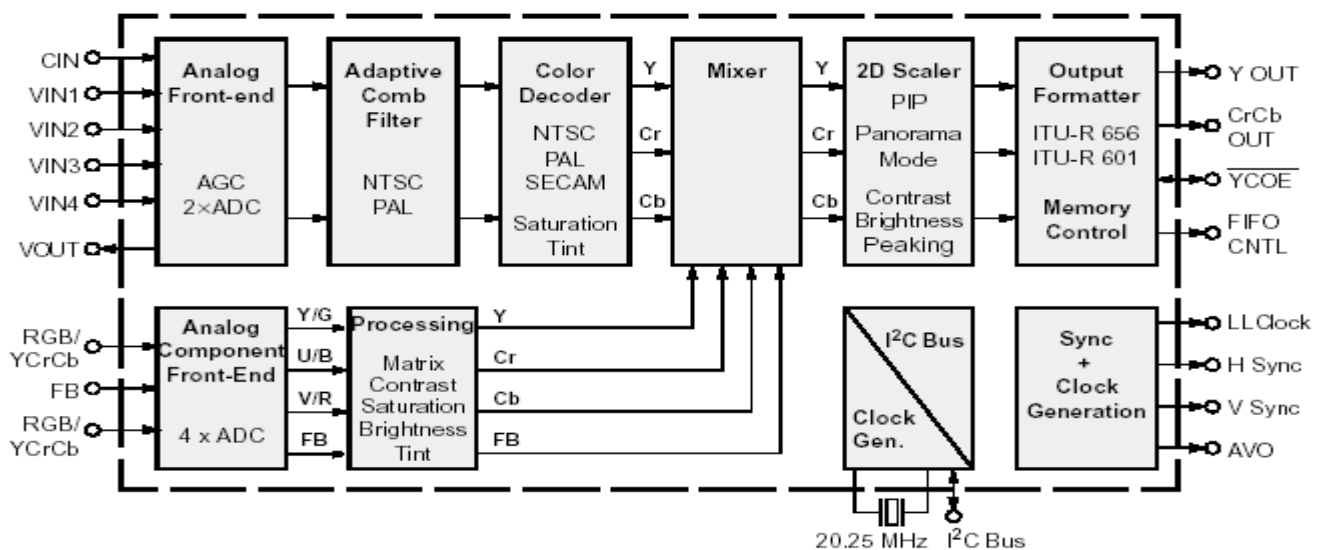 CIN
VIN1
VIN2
VIN3
VIN4
VOUT
Analog
Front-end
AGC
2×ADC
Adaptive
Comb
Filter
NTSC
PAL
Color
Decoder
NTSC
PAL
SECAM
Saturation
Tint
Y
Cr
Cb
Mixer
Y
Cr
Cb
2D Scaler
PIP
Panorama
Mode
Contrast
Brightness
Peaking
Output
Formatter
ITU-R 656
ITU-R 601
Memory
Control
Y OUT
CrCb
OUT
YCOE
FIFO
CNTL
RGB/
YCrCb
FB
RGB/
YCrCb
Analog
Component
Front-End
4 x ADC
Y/G
U/B
V/R
FB
Processing
Matrix
Contrast
Saturation
Brightness
Tint
Y
Cr
Cb
FB
I²C Bus
Clock
Gen.
20.25 MHz
I²C Bus
Sync
+
Clock
Generation
LLClock
H Sync
V Sync
AVO